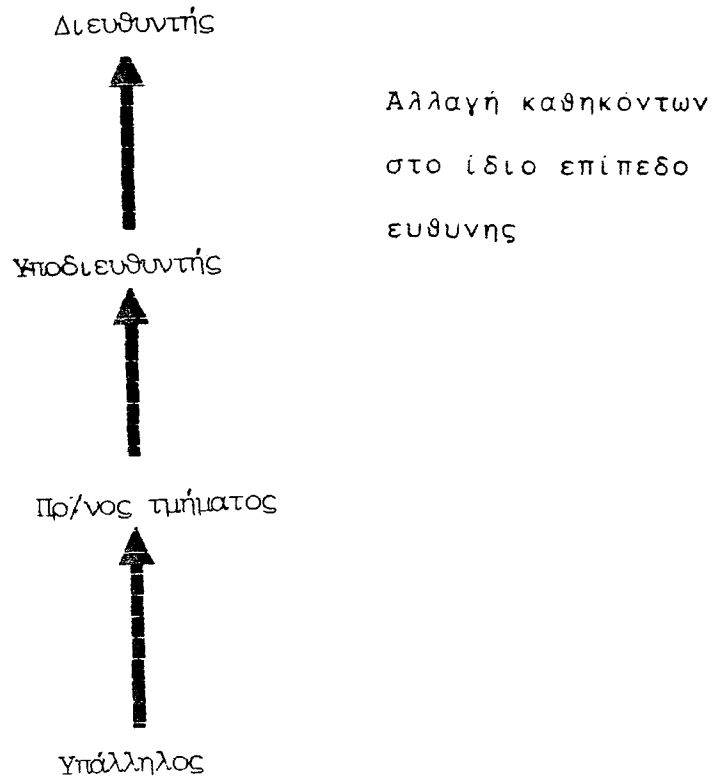 Διευθυντής
Αλλαγή καθηκόντων
στο ίδιο επίπεδο
ευθυνης
Υποδιευθυντής
Πρ/νος τμήματος
Υπάλληλος